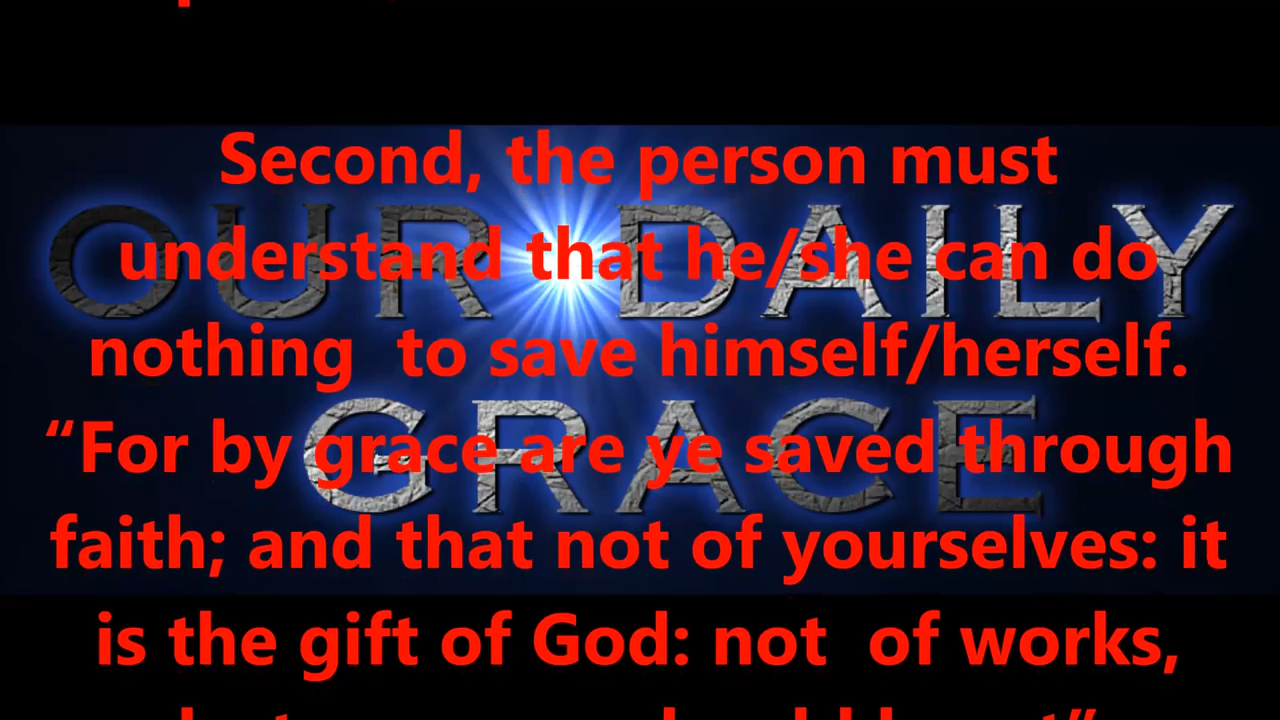 Second, the person must
understand that he/she can do
nothing to save himself/herself.
“For by grace are ye saved through
faith; and that not of yourselves: it
is the gift of God: not of works,
OUR DAILY
GRACE